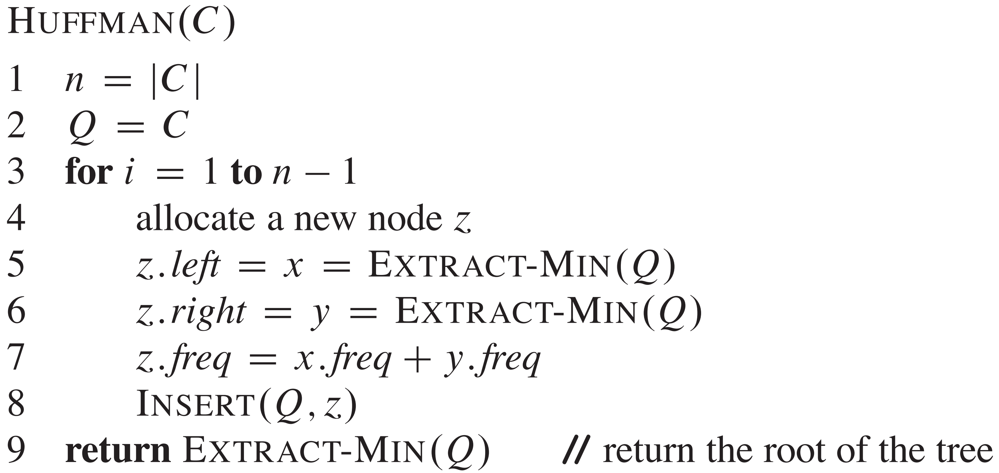 HUFFMAN(C)
1 n = |C|
2 Q = C
3 for i = 1 to n − 1
4 allocate a new node z
5 z.left = x = EXTRACT-MIN(Q)
6 z.right = y = EXTRACT-MIN(Q)
7 z.freq = x.freq + y.freq
8 INSERT(Q, z)
9 return EXTRACT-MIN(Q) // return the root of the tree